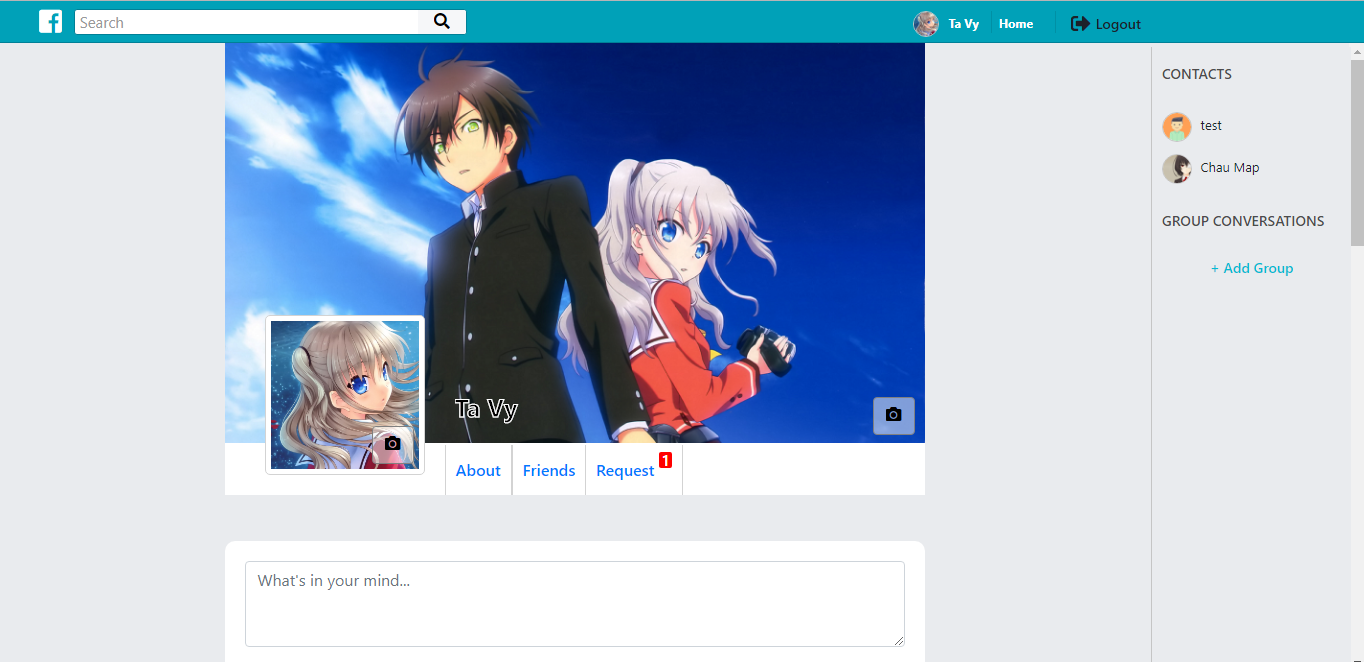 Search
Ta Vy
Home
Logout
CONTACTS
test
Chau Map
GROUP CONVERSATIONS
+ Add Group
Ta Vy
About
Friends
Request
1
What's in your mind...